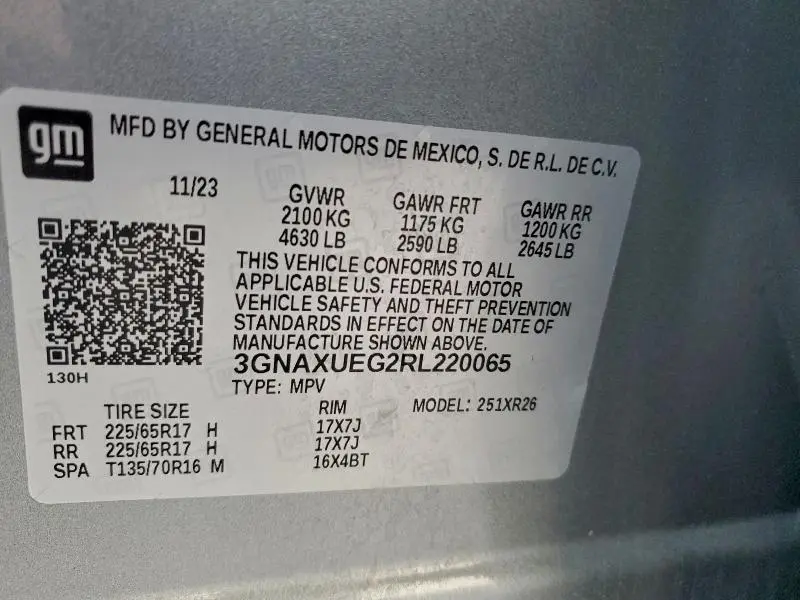 gm
MFD BY GENERAL MOTORS DE MEXICO, S. DE R.L. DE C.V.
11/23 GVWR GAWR FRT GAWR RR
2100 KG 1175 KG 1200 KG
4630 LB 2590 LB 2645 LB
THIS VEHICLE CONFORMS TO ALL
APPLICABLE U.S. FEDERAL MOTOR
VEHICLE SAFETY AND THEFT PREVENTION
STANDARDS IN EFFECT ON THE DATE OF
MANUFACTURE SHOWN ABOVE.
3GNAXUEG2RL220065
130H
TYPE: MPV
TIRE SIZE RIM MODEL: 251XR26
FRT 225/65R17 H 17X7J
RR 225/65R17 H 17X7J
SPA T135/70R16 M 16X4BT